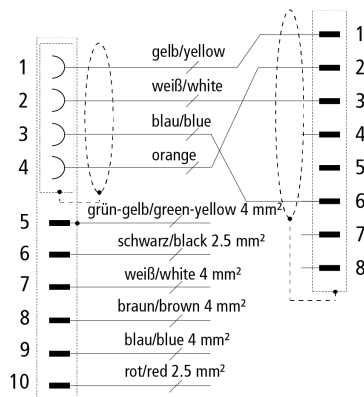 1 gelb/yellow 1
2 weiß/white 2
3 blau/blue 3
4 orange 4
5
6
7
8
5 grün-gelb/green-yellow 4 mm²
6 schwarz/black 2.5 mm²
7 weiß/white 4 mm²
8 braun/brown 4 mm²
9 blau/blue 4 mm²
10 rot/red 2.5 mm²